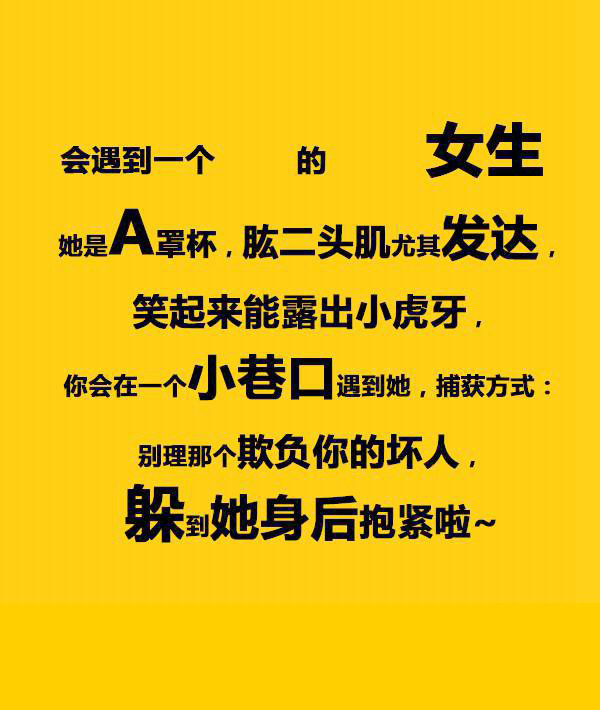 会遇到一个 的 女生
她是A罩杯，肱二头肌尤其发达，
笑起来能露出小虎牙，
你会在一个小巷口遇到她，捕获方式：
别理那个欺负你的坏人，
躲到她身后抱紧啦~